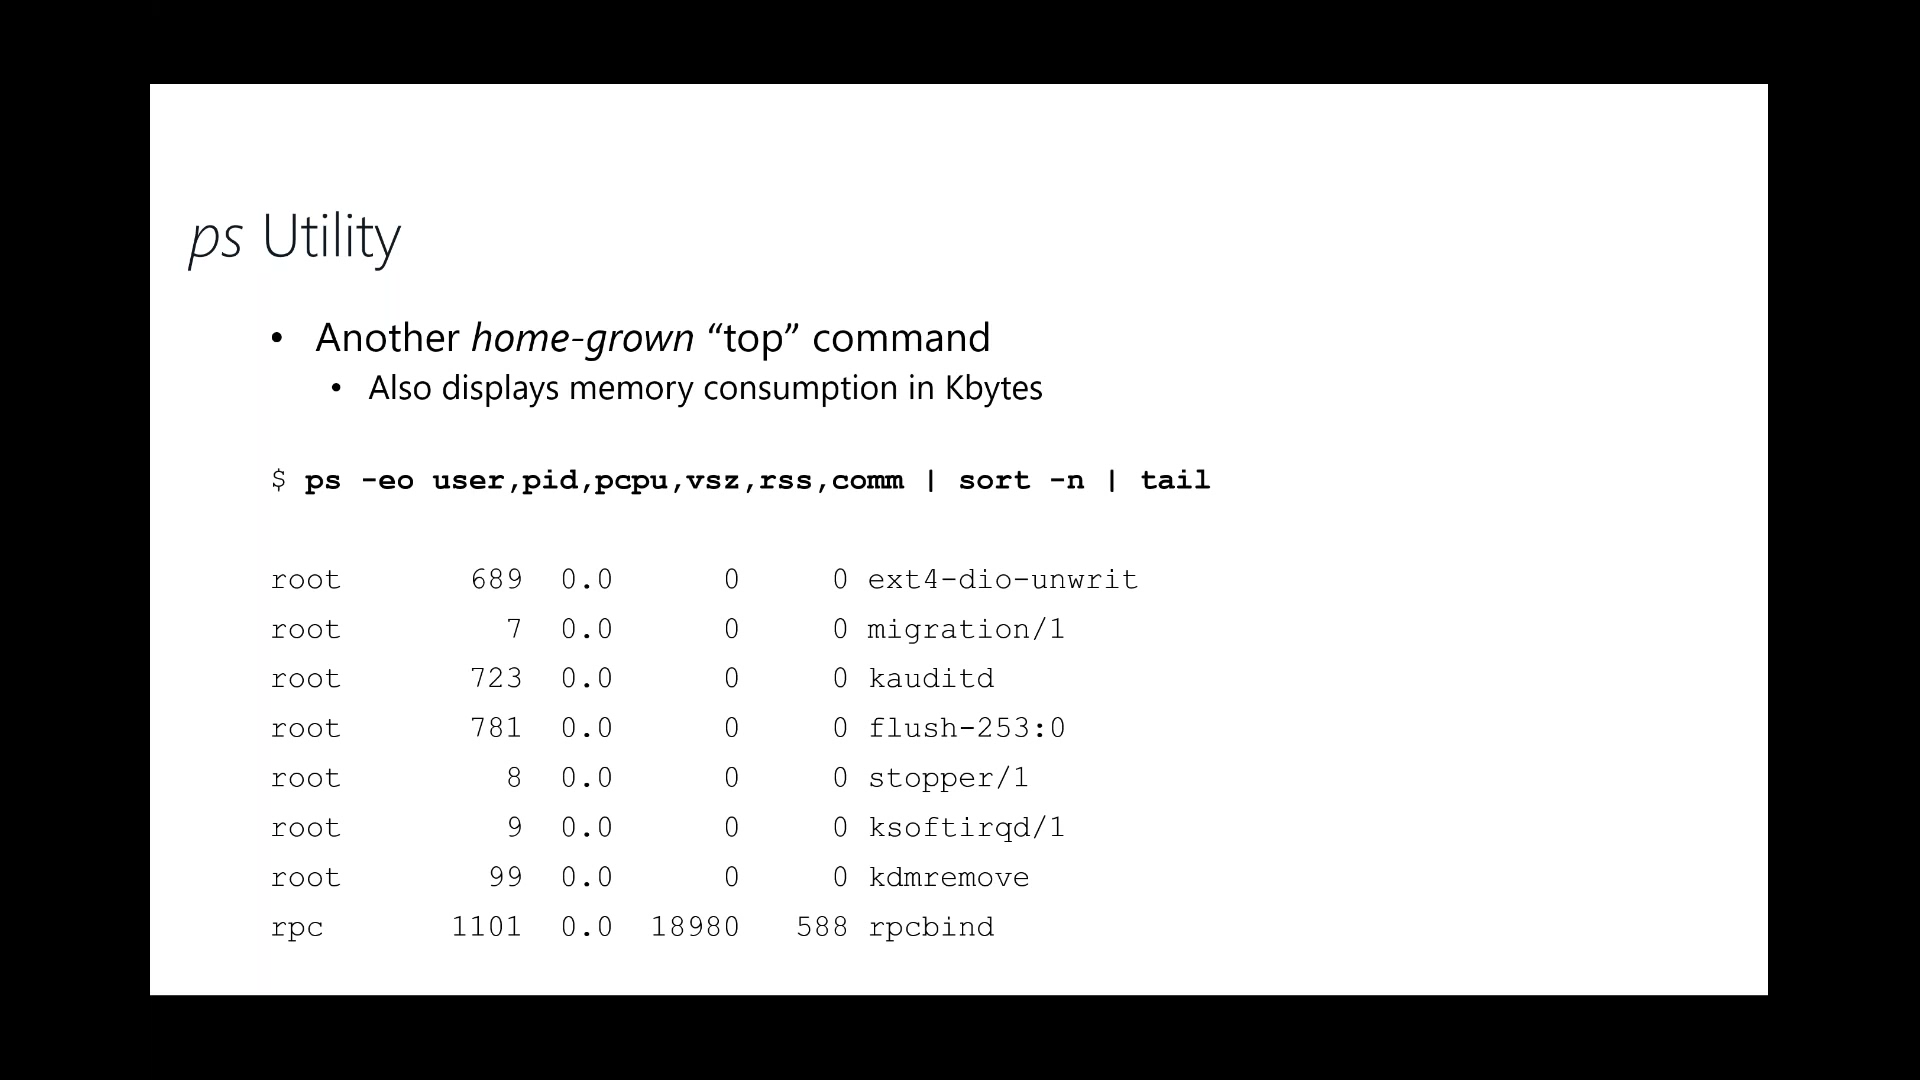 ps Utility
• Another home-grown “top” command
• Also displays memory consumption in Kbytes
$ ps -eo user,pid,pcpu,vsz,rss,comm | sort -n | tail
root 689 0.0 0 0 ext4-dio-unwrit
root 7 0.0 0 0 migration/1
root 723 0.0 0 0 kauditd
root 781 0.0 0 0 flush-253:0
root 8 0.0 0 0 stopper/1
root 9 0.0 0 0 ksoftirqd/1
root 99 0.0 0 0 kdmremove
rpc 1101 0.0 18980 588 rpcbind